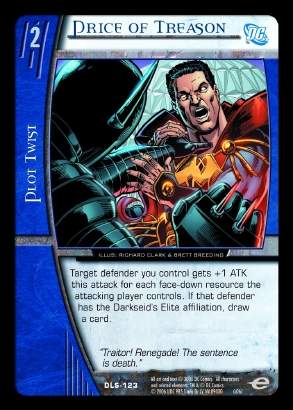 2
PRICE OF TREASON
DC
PLOT TWIST
ILLUS: RICHARD CLARK & BRETT BREEDING
Target defender you control gets +1 ATK
this attack for each face-down resource the
attacking player controls. If that defender
has the Darkseid's Elite affiliation, draw
a card.
"Traitor! Renegade! The sentence
is death."
DLS-123